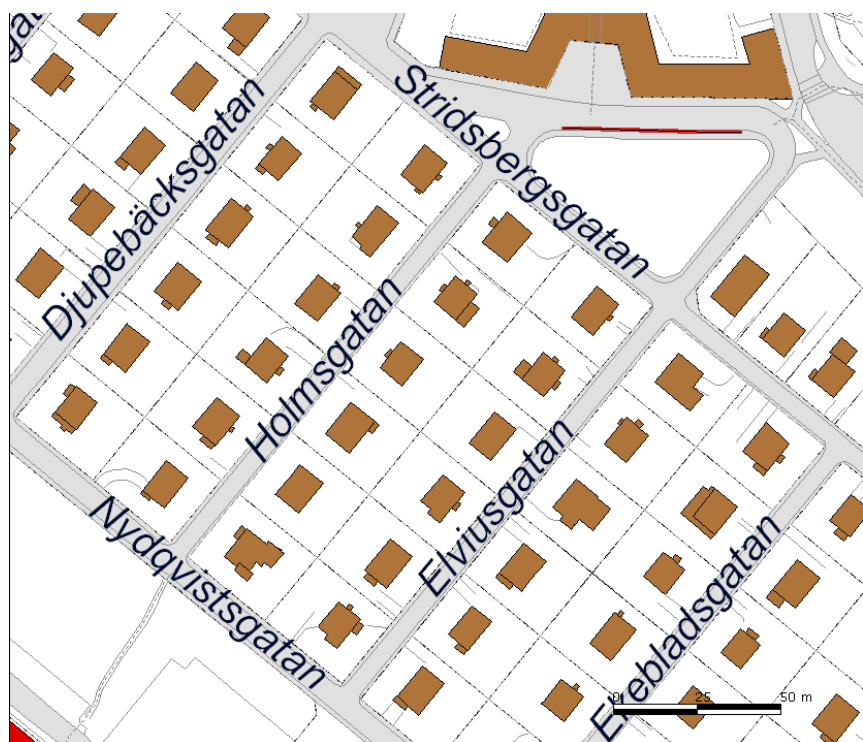 Stridsbergsgatan
Djupebäcksgatan
Holmsgatan
Elviusgatan
Nydqvistsgatan
Ekebladsgatan
0 25 50 m